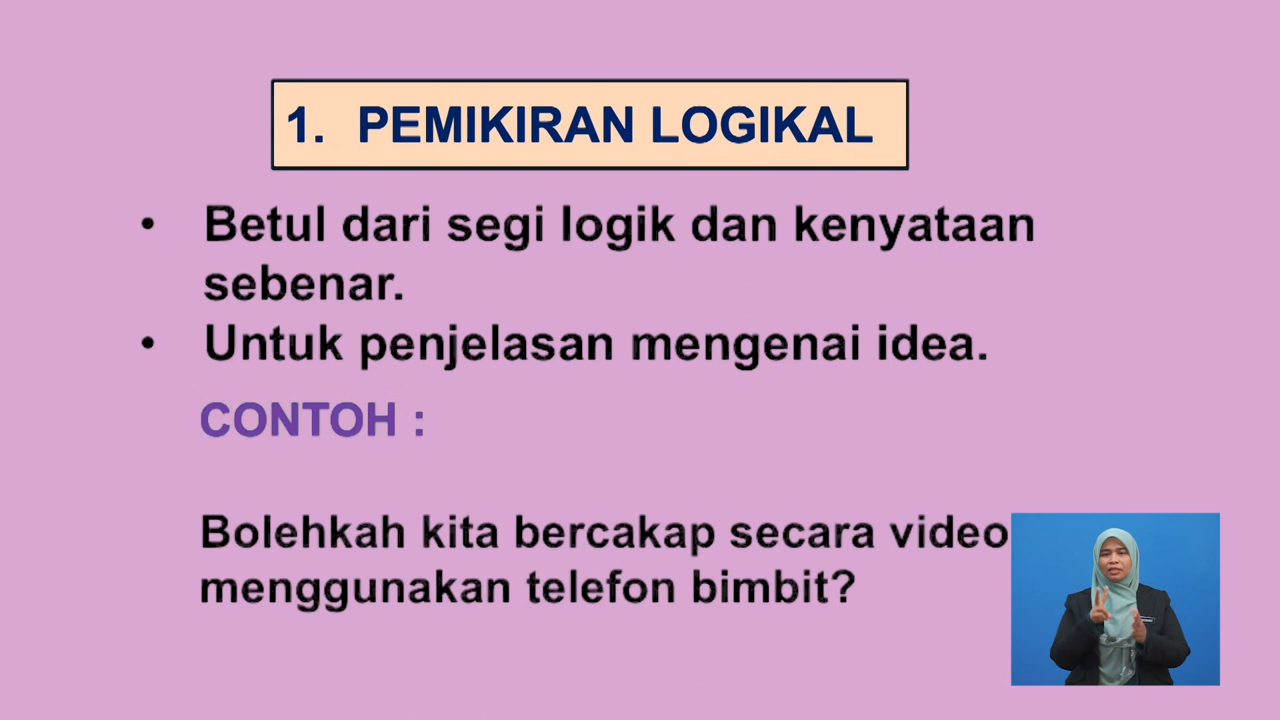 1. PEMIKIRAN LOGIKAL
• Betul dari segi logik dan kenyataan
sebenar.
• Untuk penjelasan mengenai idea.
CONTOH :
Bolehkah kita bercakap secara video
menggunakan telefon bimbit?